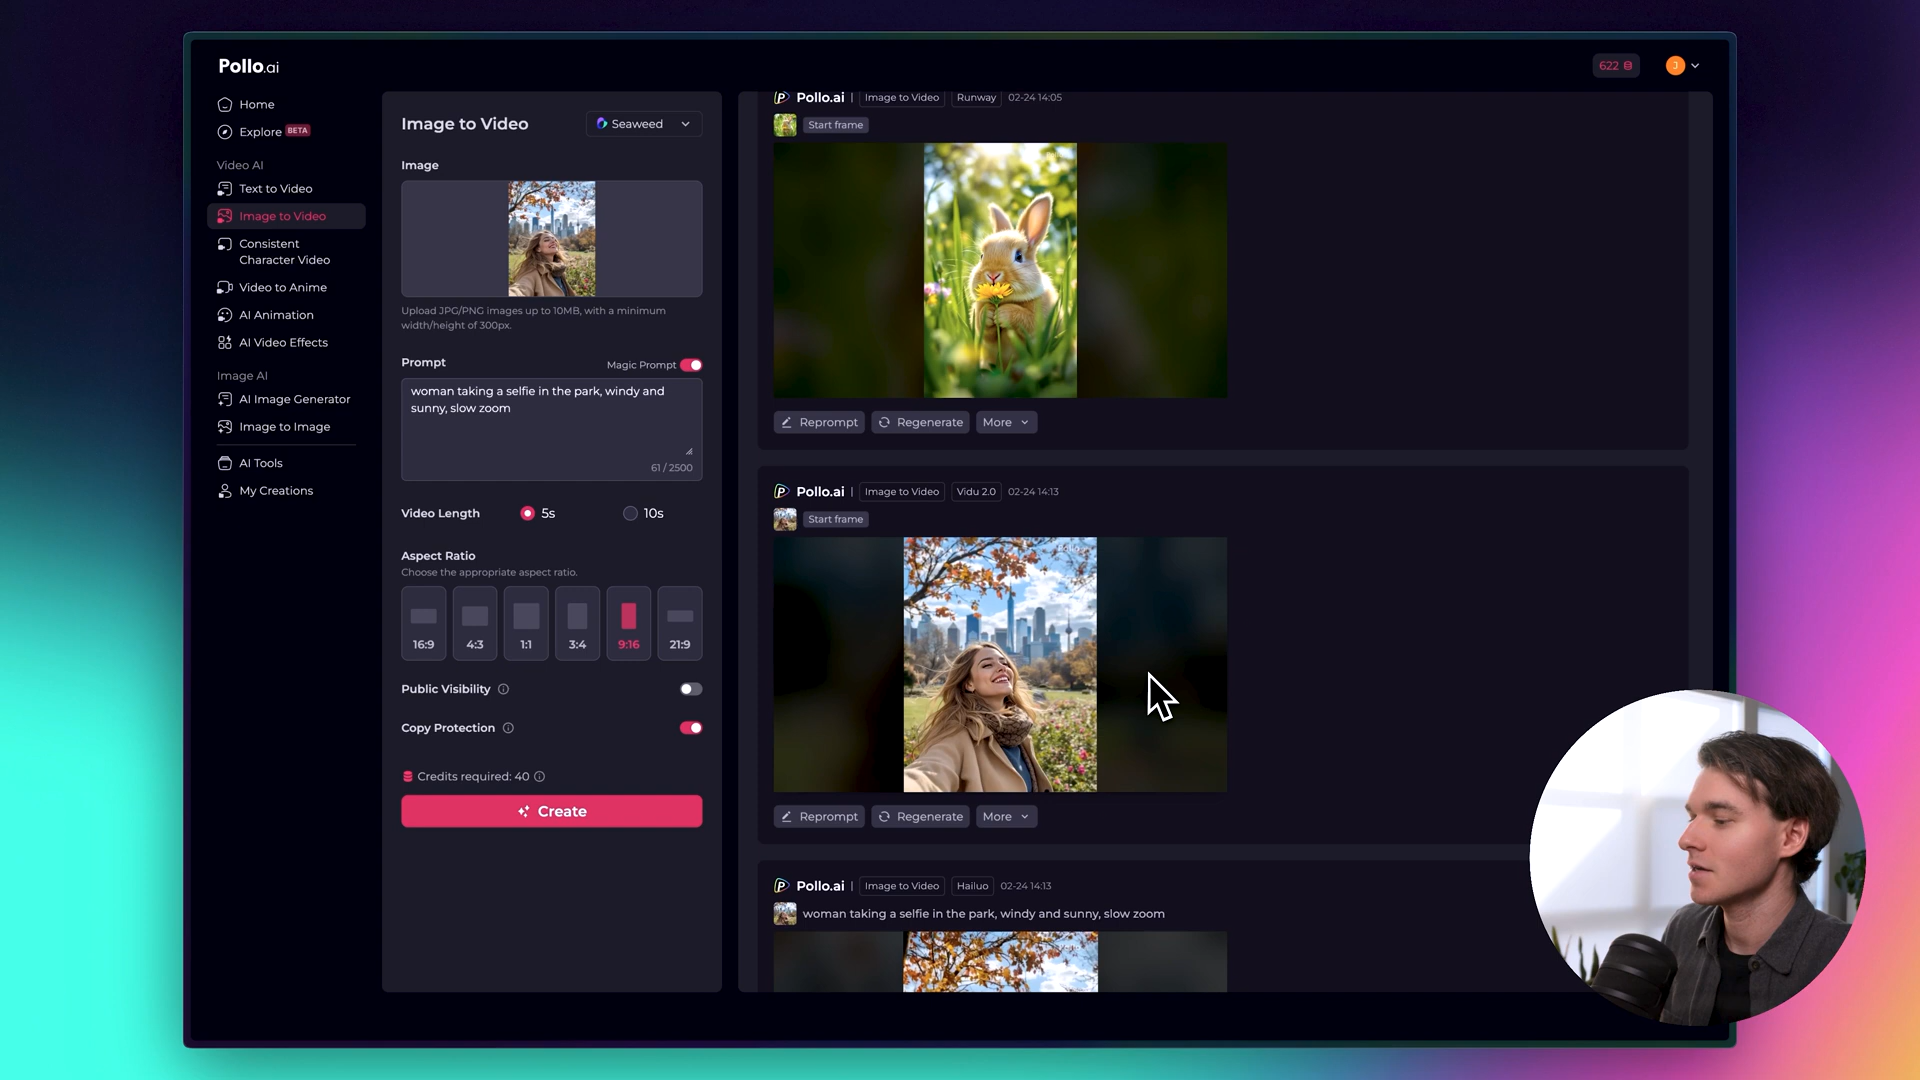 Pollo.ai
622
J
Home
Explore BETA
Video AI
Text to Video
Image to Video
Consistent
Character Video
Video to Anime
AI Animation
AI Video Effects
Image AI
AI Image Generator
Image to Image
AI Tools
My Creations
Image to Video
Seaweed
Image
Upload JPG/PNG images up to 10MB, with a minimum
width/height of 300px.
Prompt
Magic Prompt
woman taking a selfie in the park, windy and
sunny, slow zoom
61 / 2500
Video Length
5s
10s
Aspect Ratio
Choose the appropriate aspect ratio.
16:9 4:3 1:1 3:4 9:16 21:9
Public Visibility
Copy Protection
Credits required: 40
Create
Pollo.ai | Image to Video Runway 02-24 14:05
Start frame
Reprompt Regenerate More
Pollo.ai | Image to Video Vidu 2.0 02-24 14:13
Start frame
Reprompt Regenerate More
Pollo.ai | Image to Video Hailuo 02-24 14:13
woman taking a selfie in the park, windy and sunny, slow zoom